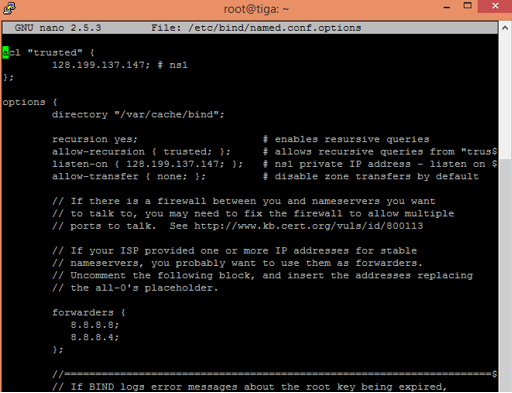 root@tiga: ~
GNU nano 2.5.3 File: /etc/bind/named.conf.options
acl "trusted" {
128.199.137.147; # ns1
};
options {
directory "/var/cache/bind";
recursion yes; # enables resursive queries
allow-recursion { trusted; }; # allows recursive queries from "trus$
listen-on { 128.199.137.147; }; # ns1 private IP address - listen on $
allow-transfer { none; }; # disable zone transfers by default
// If there is a firewall between you and nameservers you want
// to talk to, you may need to fix the firewall to allow multiple
// ports to talk. See http://www.kb.cert.org/vuls/id/800113
// If your ISP provided one or more IP addresses for stable
// nameservers, you probably want to use them as forwarders.
// Uncomment the following block, and insert the addresses replacing
// the all-0's placeholder.
forwarders {
8.8.8.8;
8.8.4.4;
};
//=====================================================================$
// If BIND logs error messages about the root key being expired,